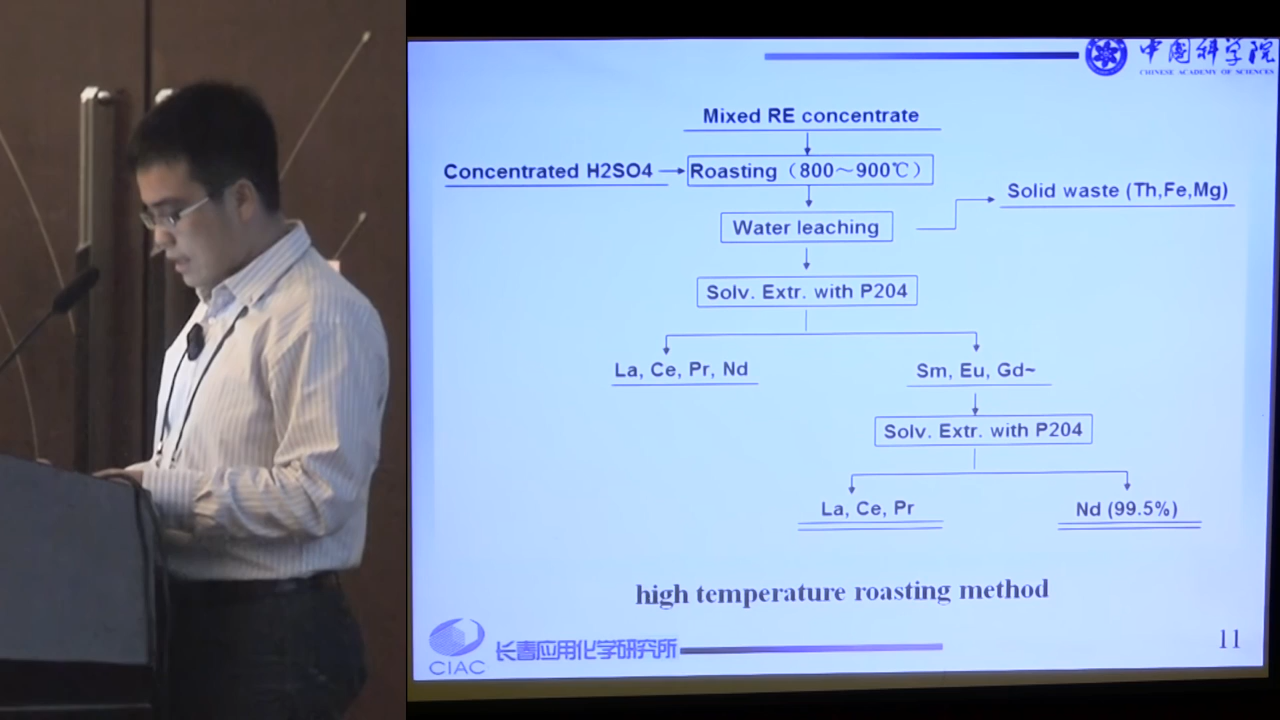 中国科学院
CHINESE ACADEMY OF SCIENCES
Mixed RE concentrate
Concentrated H2SO4
Roasting（800～900℃）
Solid waste (Th,Fe,Mg)
Water leaching
Solv. Extr. with P204
La, Ce, Pr, Nd
Sm, Eu, Gd~
Solv. Extr. with P204
La, Ce, Pr
Nd (99.5%)
high temperature roasting method
CIAC
长春应用化学研究所
11